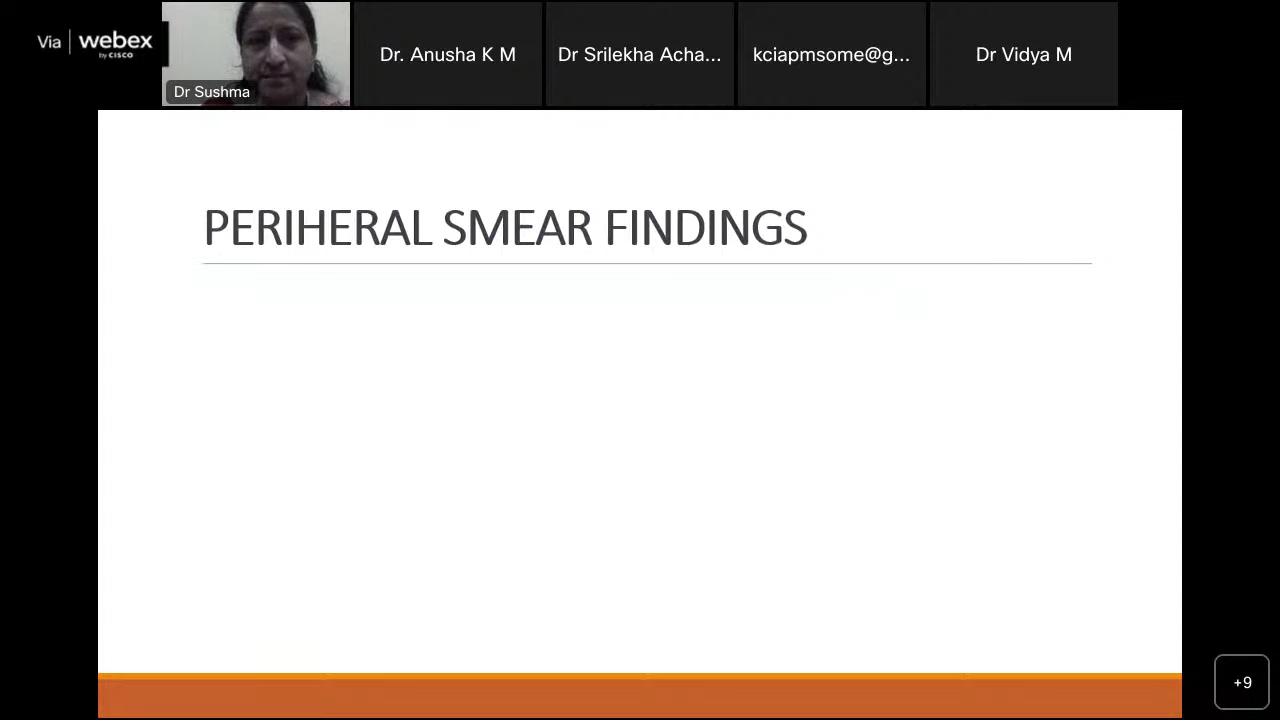 Via | webex
by CISCO
Dr Sushma
Dr. Anusha K M
Dr Srilekha Acha...
kciapmsome@g...
Dr Vidya M
PERIHERAL SMEAR FINDINGS
+9